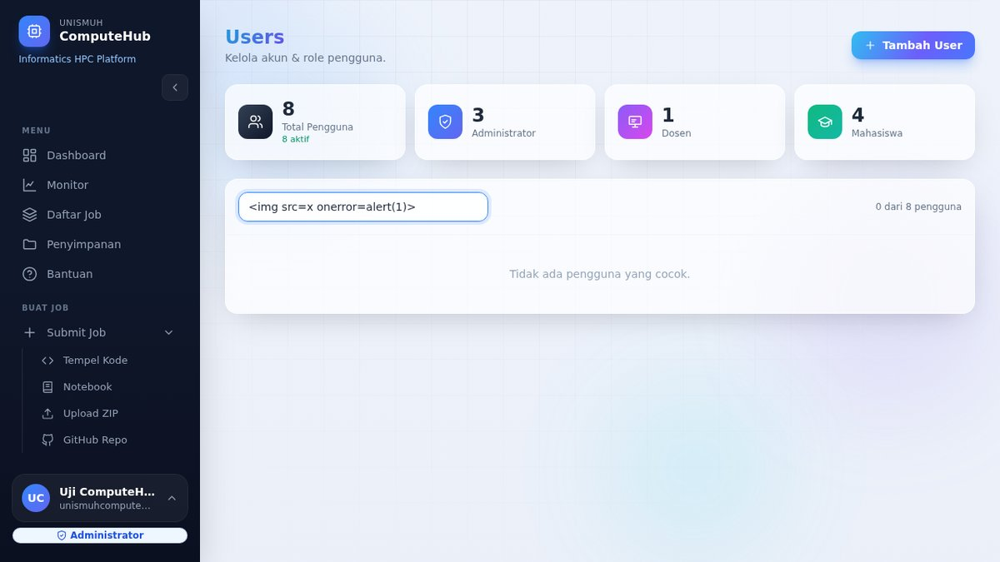 UNISMUH
ComputeHub
Informatics HPC Platform
MENU
Dashboard
Monitor
Daftar Job
Penyimpanan
Bantuan
BUAT JOB
Submit Job
Tempel Kode
Notebook
Upload ZIP
GitHub Repo
UC
Uji ComputeH...
unismuhcompute...
Administrator
Users
Kelola akun & role pengguna.
Tambah User
8
Total Pengguna
8 aktif
3
Administrator
1
Dosen
4
Mahasiswa
<img src=x onerror=alert(1)>
0 dari 8 pengguna
Tidak ada pengguna yang cocok.